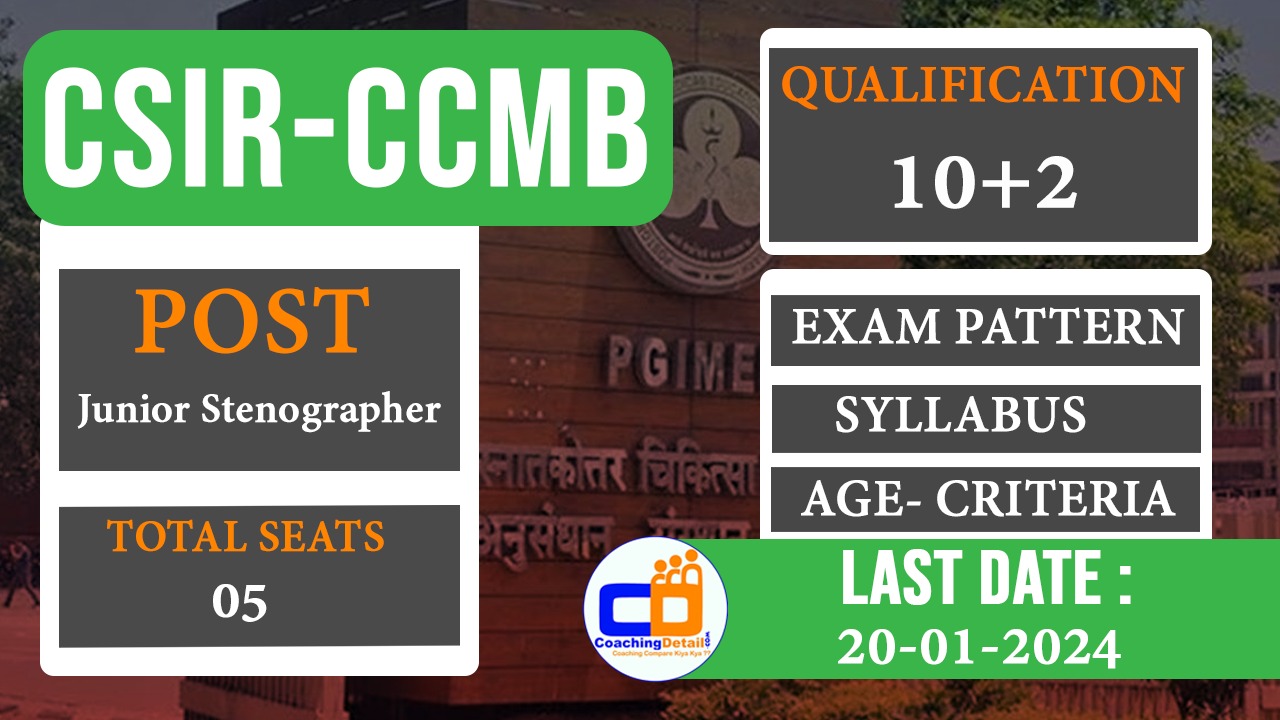 CSIR-CCMB
POST
Junior Stenographer
TOTAL SEATS
05
QUALIFICATION
10+2
EXAM PATTERN
SYLLABUS
AGE- CRITERIA
LAST DATE :
20-01-2024
PGIME
स्नातकोत्तर चिकित्सा
अनुसंधान
CoachingDetail.com
Coaching Compare Kiya Kya ??